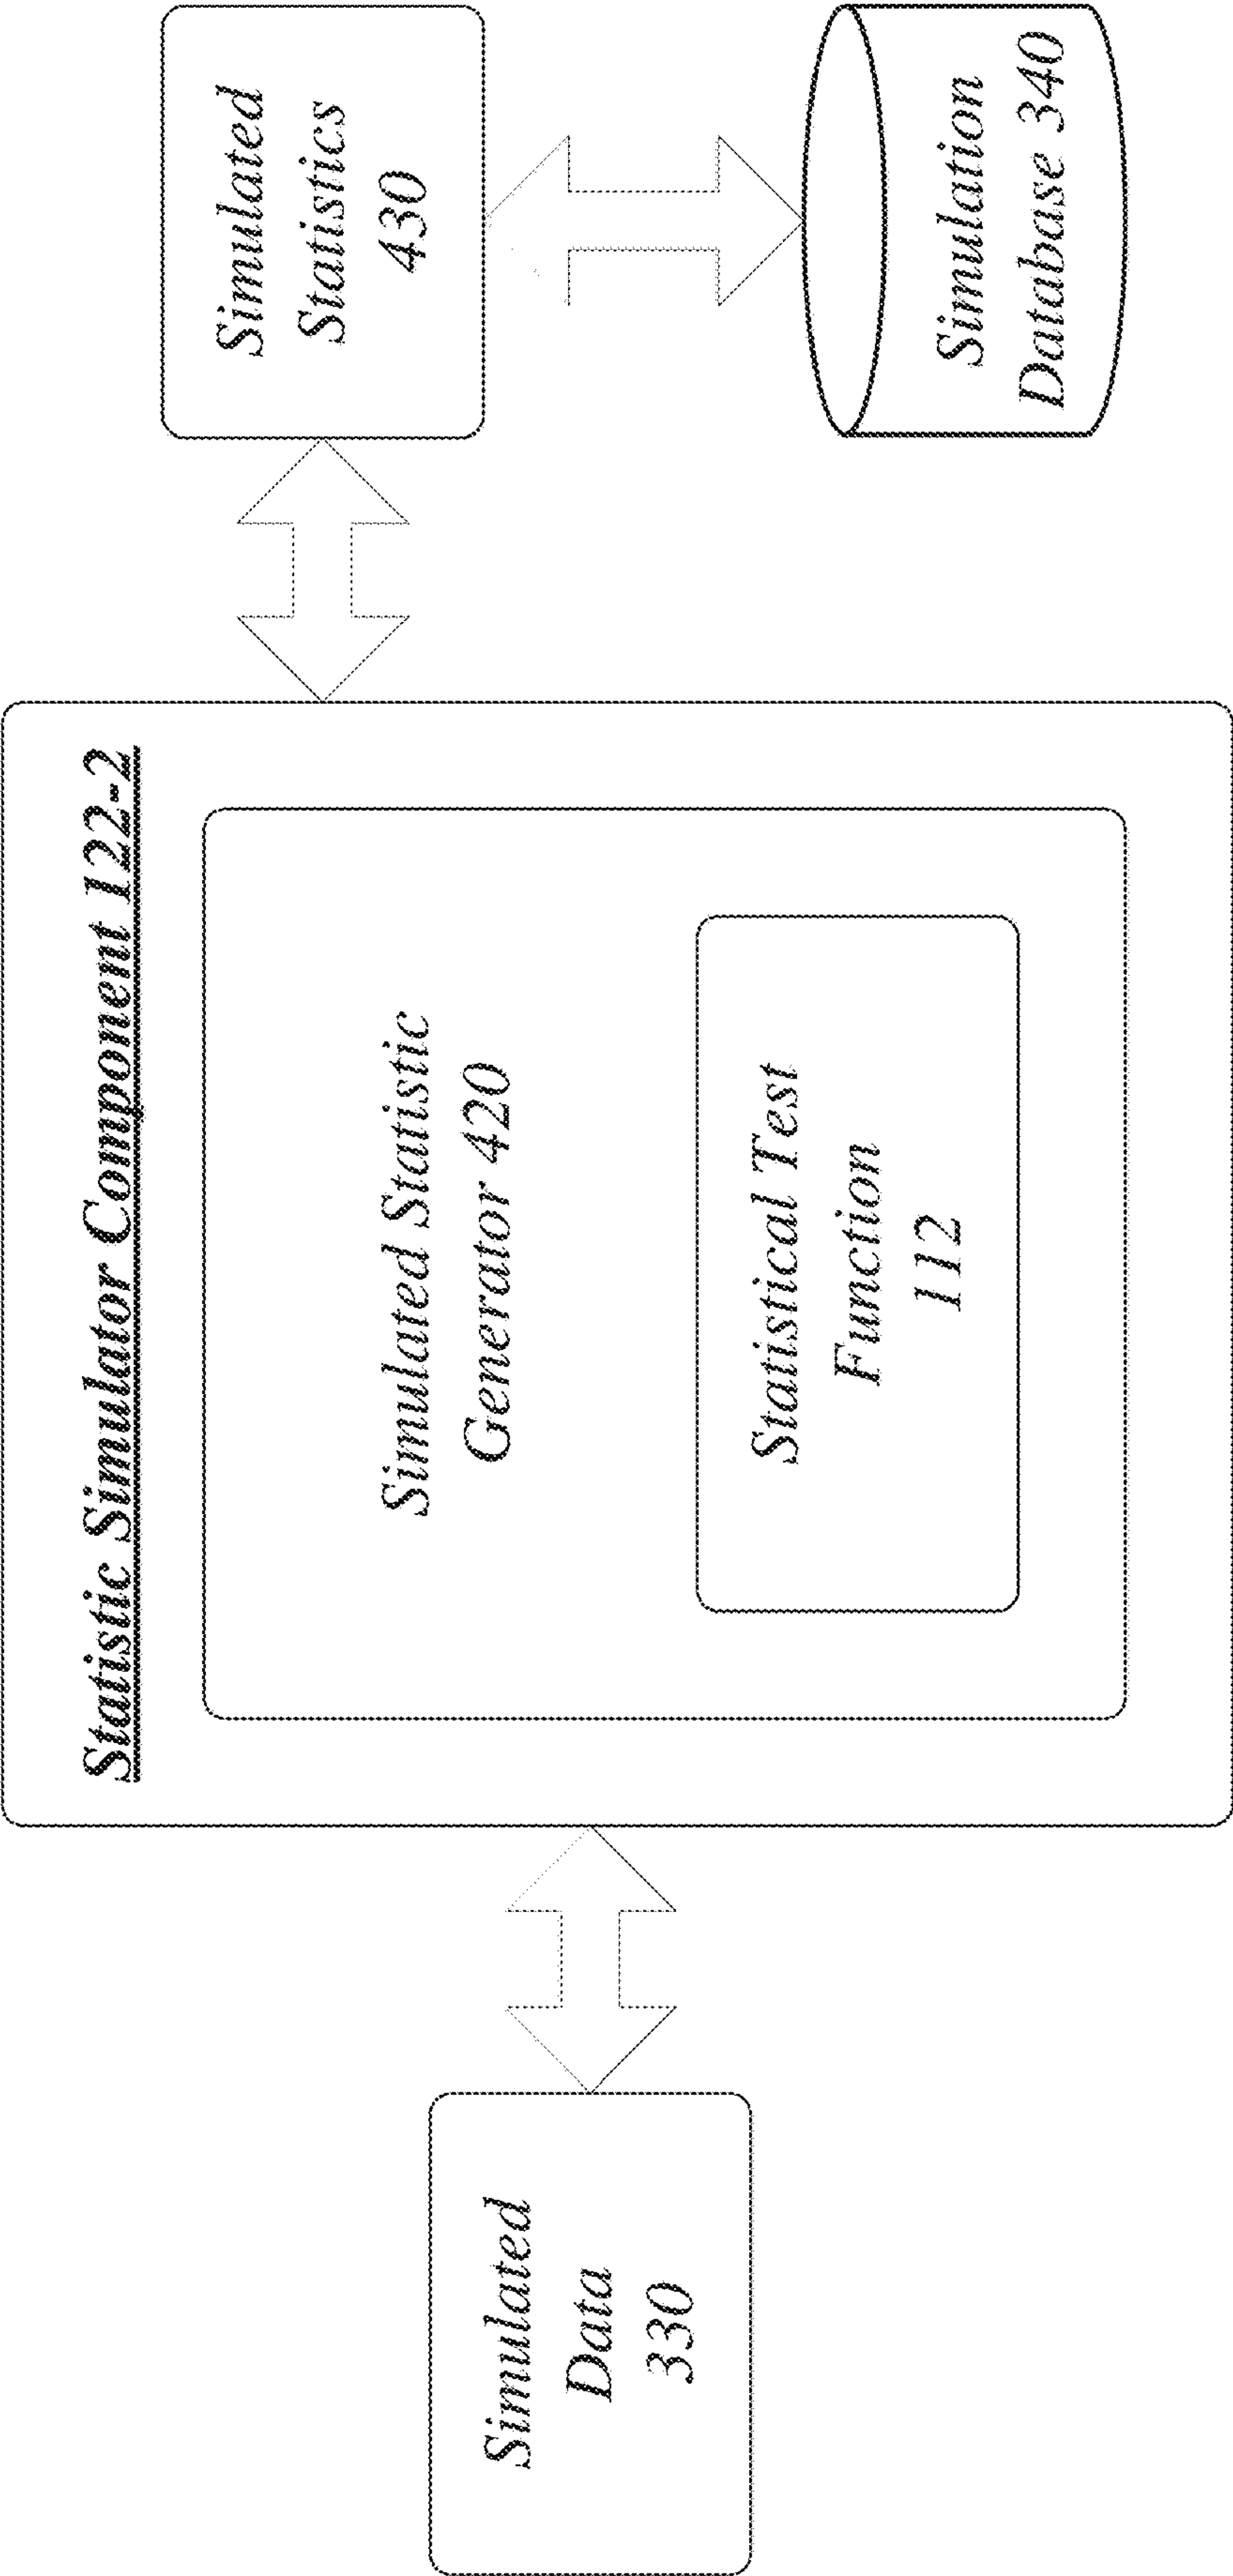 Simulated
Data
330
Statistic Simulator Component 122-2
Simulated Statistic
Generator 420
Statistical Test
Function
112
Simulated
Statistics
430
Simulation
Database 340